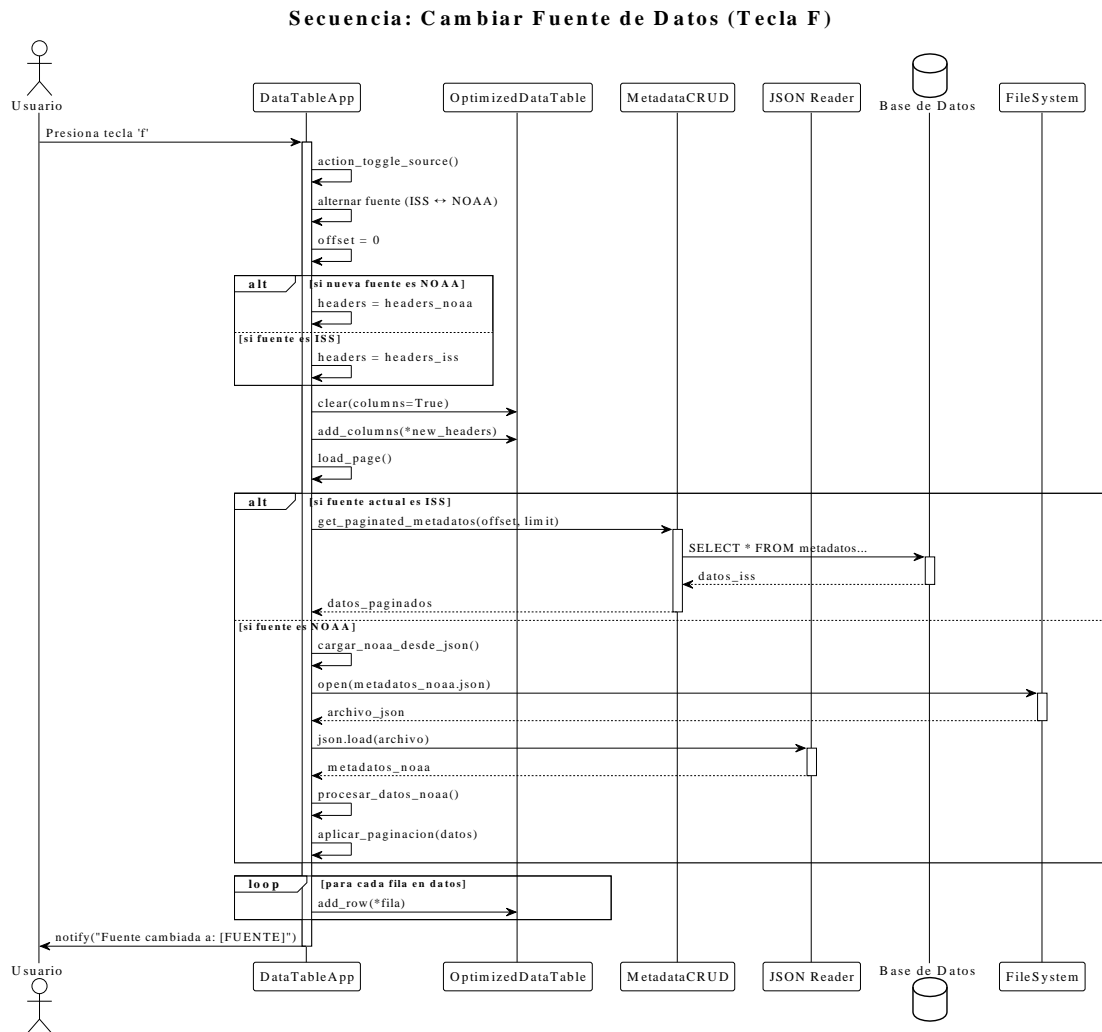 Secuencia: Cambiar Fuente de Datos (Tecla F)
Usuario
DataTableApp
OptimizedDataTable
MetadataCRUD
JSON Reader
Base de Datos
FileSystem
Presiona tecla 'f'
action_toggle_source()
alternar fuente (ISS ↔ NOAA)
offset = 0
alt
[si nueva fuente es NOAA]
headers = headers_noaa
[si fuente es ISS]
headers = headers_iss
clear(columns=True)
add_columns(*new_headers)
load_page()
alt
[si fuente actual es ISS]
get_paginated_metadatos(offset, limit)
SELECT * FROM metadatos...
datos_iss
datos_paginados
[si fuente es NOAA]
cargar_noaa_desde_json()
open(metadatos_noaa.json)
archivo_json
json.load(archivo)
metadatos_noaa
procesar_datos_noaa()
aplicar_paginacion(datos)
loop
[para cada fila en datos]
add_row(*fila)
notify("Fuente cambiada a: [FUENTE]")
Usuario
DataTableApp
OptimizedDataTable
MetadataCRUD
JSON Reader
Base de Datos
FileSystem